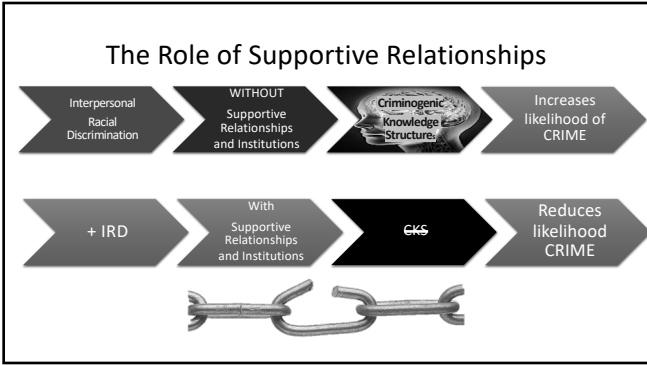 The Role of Supportive Relationships
Interpersonal
Racial
Discrimination
WITHOUT
Supportive
Relationships
and Institutions
Criminogenic
Knowledge
Structures
Increases
likelihood of
CRIME
+ IRD
With
Supportive
Relationships
and Institutions
CKS
Reduces
likelihood
CRIME